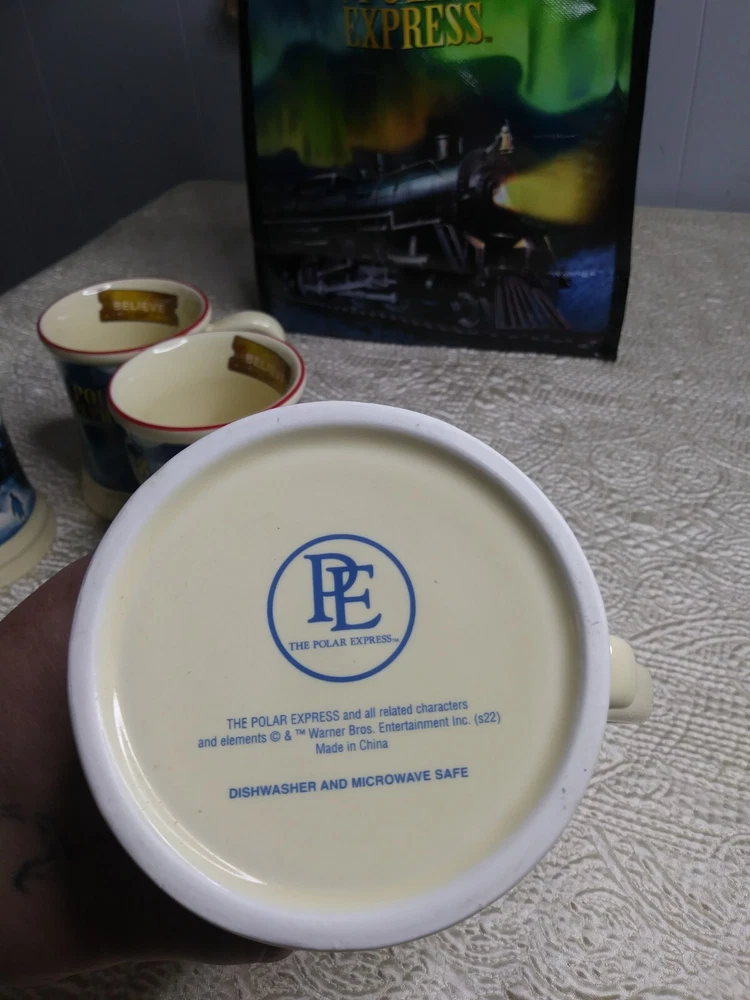 EXPRESS™
BELIEVE
PE
THE POLAR EXPRESS™
THE POLAR EXPRESS and all related characters
and elements © & ™ Warner Bros. Entertainment Inc. (s22)
Made in China
DISHWASHER AND MICROWAVE SAFE